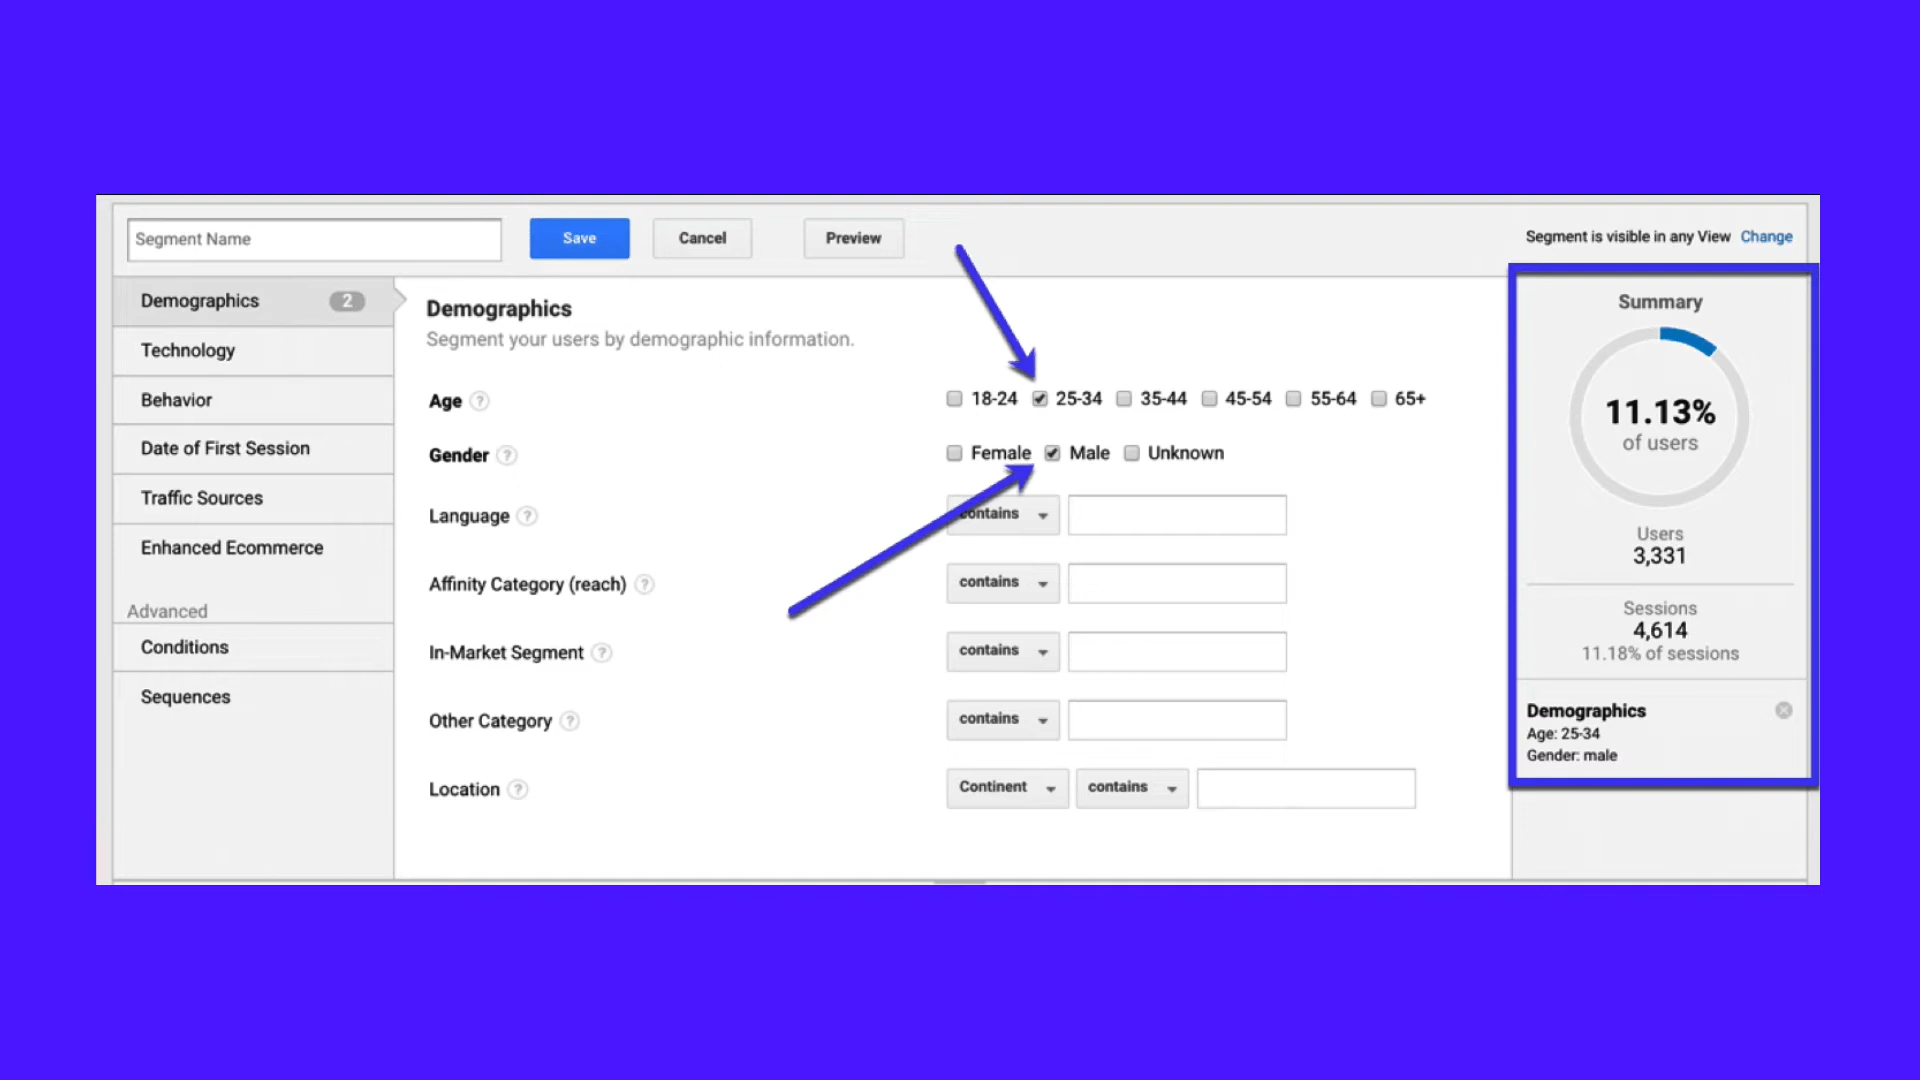 Segment Name
Save
Cancel
Preview
Segment is visible in any View Change
Demographics 2
Technology
Behavior
Date of First Session
Traffic Sources
Enhanced Ecommerce
Advanced
Conditions
Sequences
Demographics
Segment your users by demographic information.
Age ?
18-24 25-34 35-44 45-54 55-64 65+
Gender ?
Female Male Unknown
Language ?
contains
Affinity Category (reach) ?
contains
In-Market Segment ?
contains
Other Category ?
contains
Location ?
Continent contains
Summary
11.13%
of users
Users
3,331
Sessions
4,614
11.18% of sessions
Demographics
Age: 25-34
Gender: male